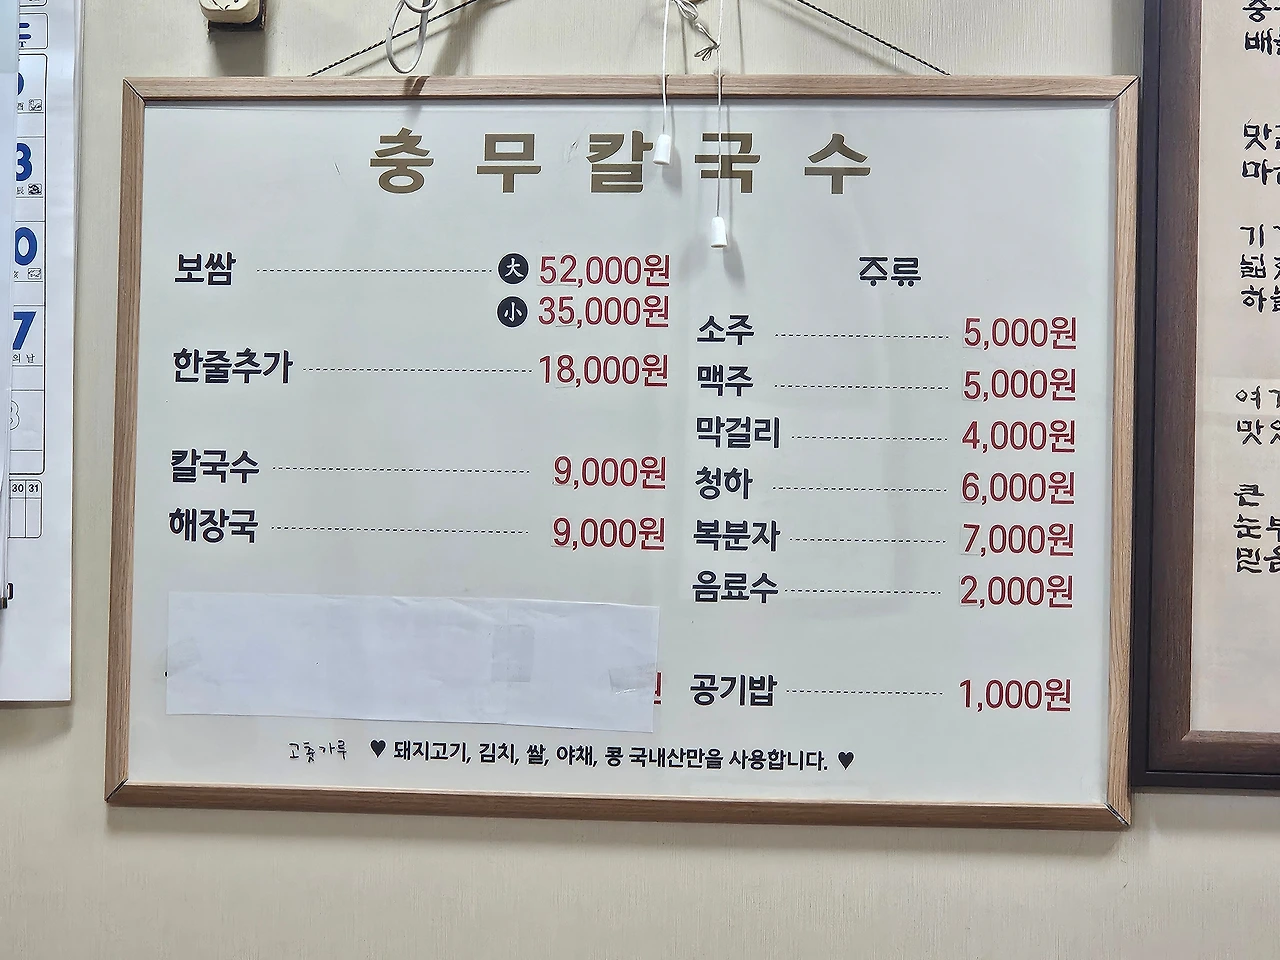 충무칼국수
보쌈 大 52,000원
小 35,000원
한줄추가 18,000원
칼국수 9,000원
해장국 9,000원
주류
소주 5,000원
맥주 5,000원
막걸리 4,000원
청하 6,000원
복분자 7,000원
음료수 2,000원
공기밥 1,000원
고춧가루 ♥ 돼지고기, 김치, 쌀, 야채, 콩 국내산만을 사용합니다. ♥
30 31